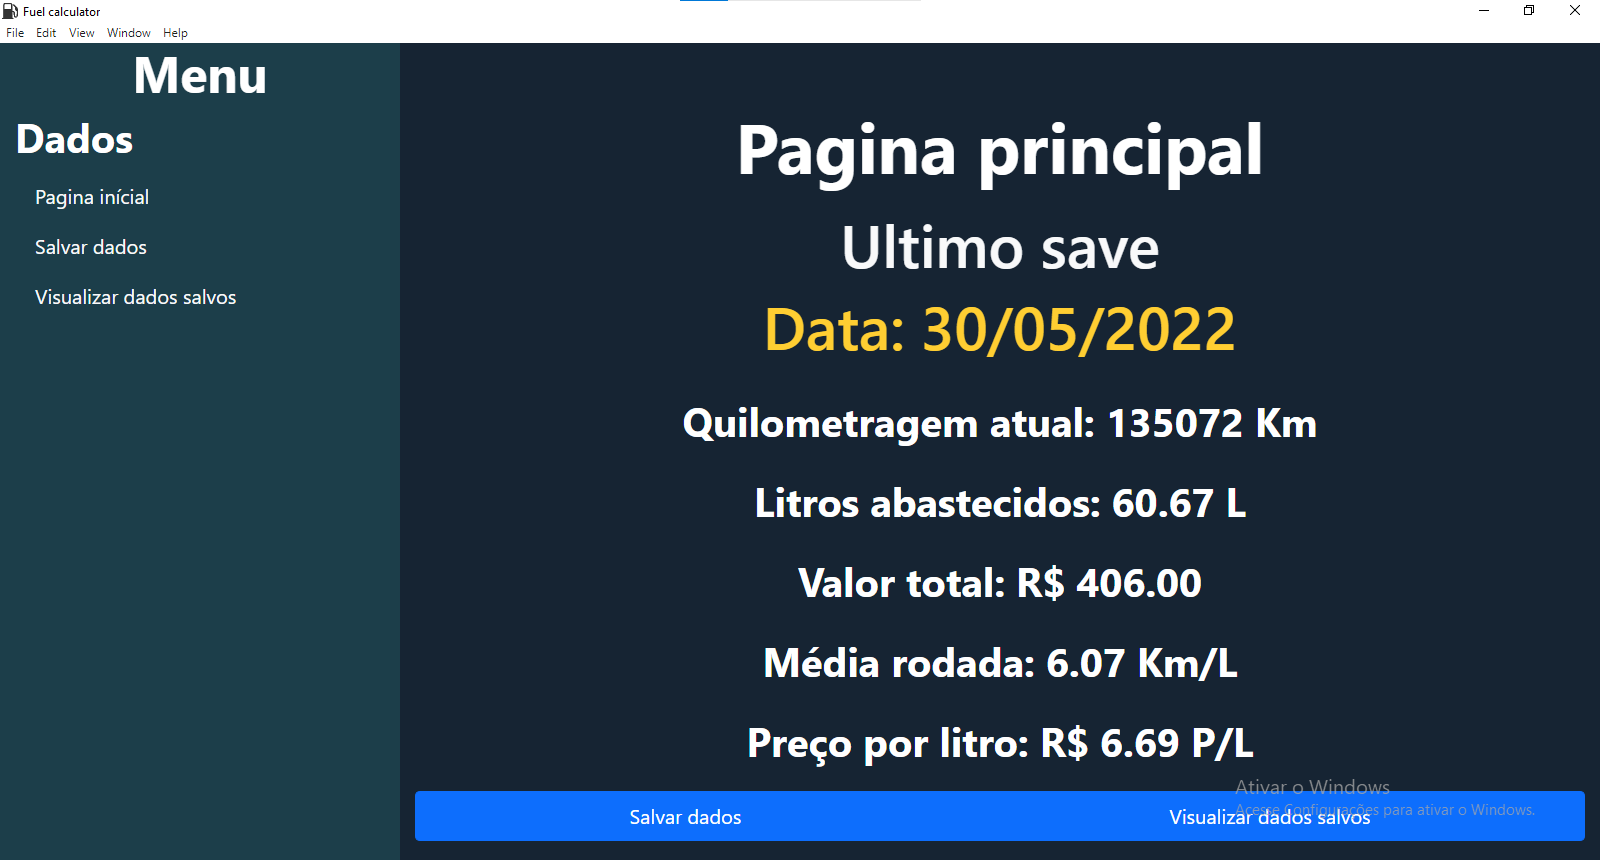 Fuel calculator
File Edit View Window Help
Menu
Dados
Pagina inícial
Salvar dados
Visualizar dados salvos
Pagina principal
Ultimo save
Data: 30/05/2022
Quilometragem atual: 135072 Km
Litros abastecidos: 60.67 L
Valor total: R$ 406.00
Média rodada: 6.07 Km/L
Preço por litro: R$ 6.69 P/L
Ativar o Windows
Acesse Configurações para ativar o Windows.
Salvar dados
Visualizar dados salvos